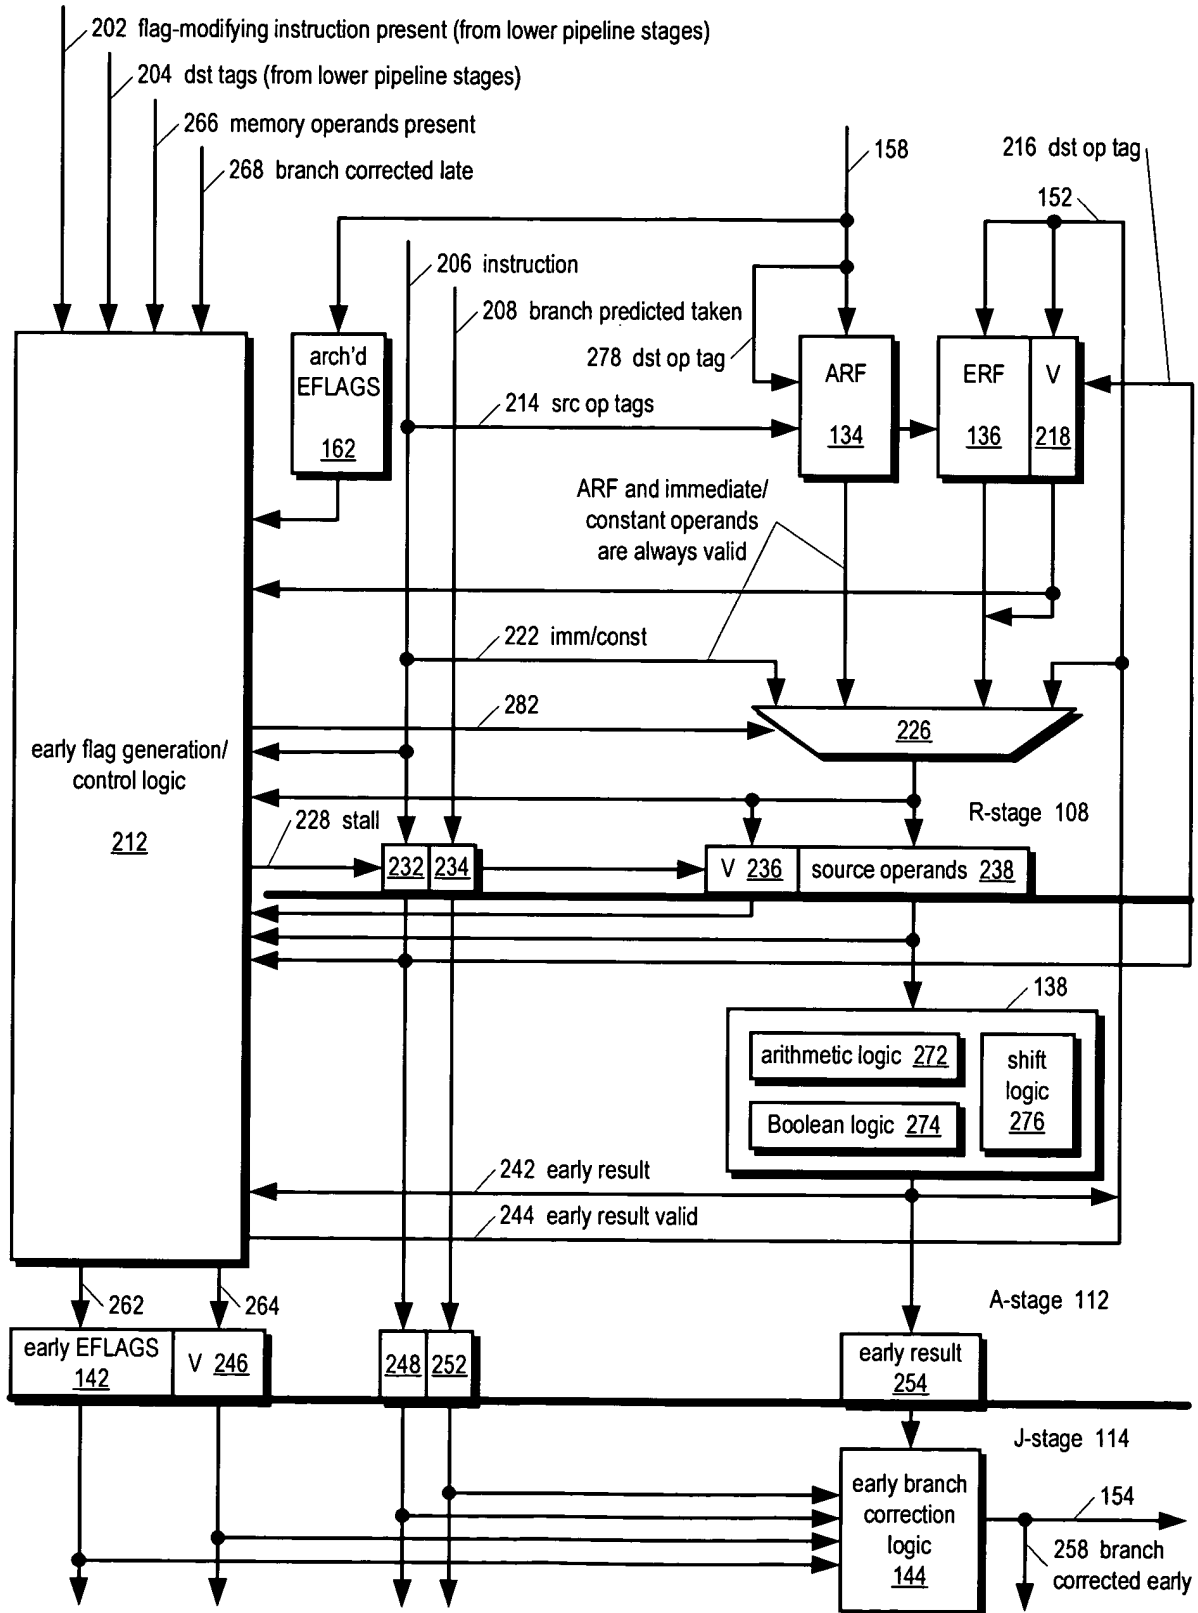 202 flag-modifying instruction present (from lower pipeline stages)
204 dst tags (from lower pipeline stages)
266 memory operands present
268 branch corrected late
158
216 dst op tag
152
206 instruction
208 branch predicted taken
278 dst op tag
arch'd
EFLAGS
162
ARF
134
ERF
136
V
218
214 src op tags
ARF and immediate/
constant operands
are always valid
222 imm/const
282
226
early flag generation/
control logic
212
R-stage 108
228 stall
232
234
V 236
source operands 238
138
arithmetic logic 272
Boolean logic 274
shift
logic
276
242 early result
244 early result valid
262
264
A-stage 112
early EFLAGS
142
V 246
248
252
early result
254
J-stage 114
early branch
correction
logic
144
154
258 branch
corrected early